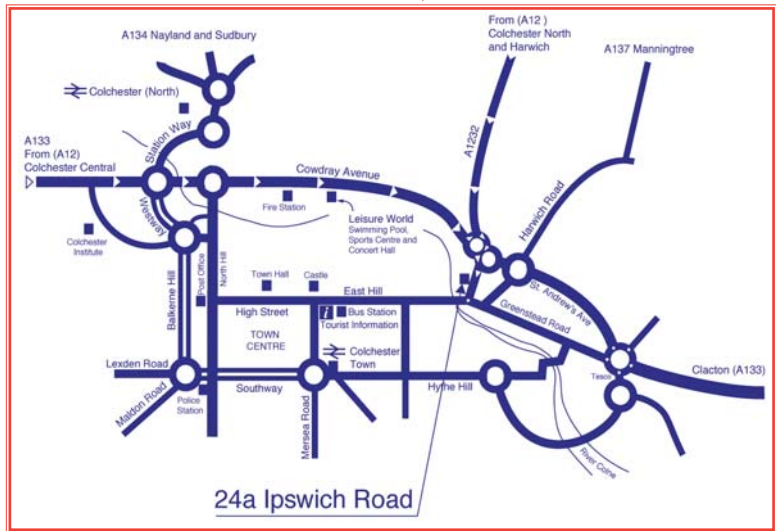 A134 Nayland and Sudbury
From (A12 )
Colchester North
and Harwich
A137 Manningtree
Colchester (North)
A133
From (A12)
Colchester Central
Station Way
A1232
Cowdray Avenue
Harwich Road
Westway
Fire Station
Leisure World
Swimming Pool,
Sports Centre and
Concert Hall
Colchester
Institute
Balkerne Hill
Post Office
North Hill
Town Hall
Castle
East Hill
St. Andrew's Ave
Greenstead Road
High Street
i
Bus Station
Tourist Information
TOWN
CENTRE
Colchester
Town
Lexden Road
Maldon Road
Police
Station
Southway
Mersea Road
Hythe Hill
Tesco
Clacton (A133)
River Colne
24a Ipswich Road